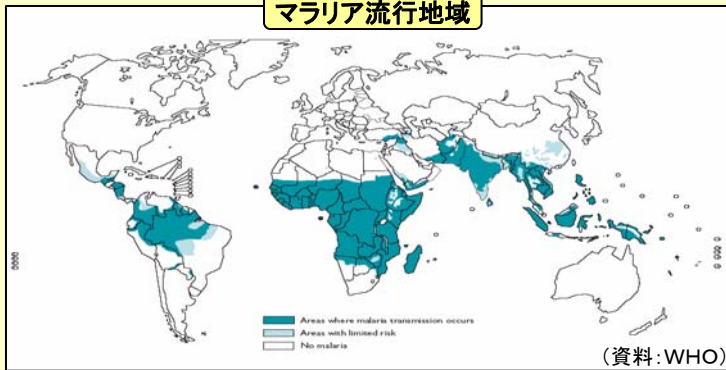 マラリア流行地域
Areas where malaria transmission occurs
Areas with limited risk
No malaria
(資料:WHO)